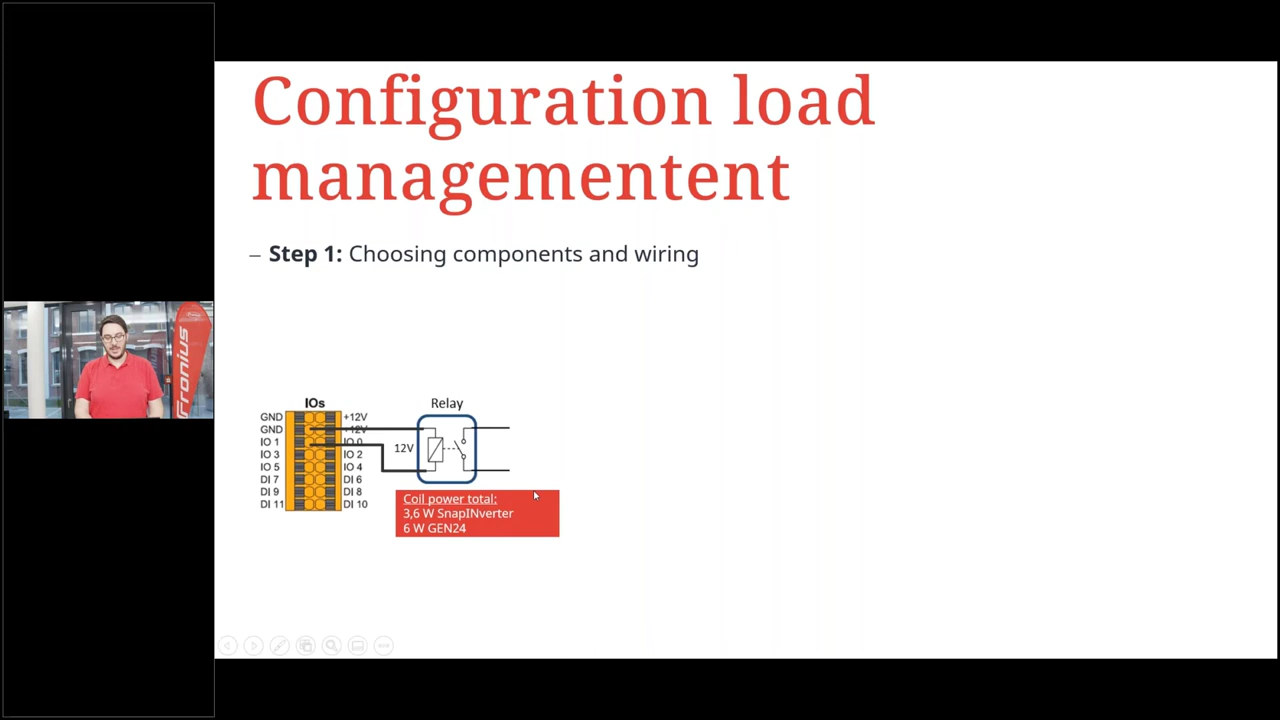 Configuration load
managementent
– Step 1: Choosing components and wiring
IOs
Relay
GND
+12V
GND
+12V
IO 1
IO 0
IO 3
IO 2
IO 5
IO 4
DI 7
DI 6
DI 9
DI 8
DI 11
DI 10
12V
Coil power total:
3,6 W SnapINverter
6 W GEN24
Fronius